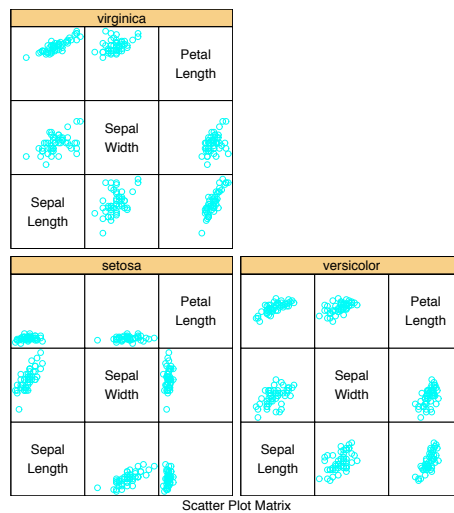 virginica
Petal
Length
Sepal
Width
Sepal
Length
setosa
Petal
Length
Sepal
Width
Sepal
Length
versicolor
Petal
Length
Sepal
Width
Sepal
Length
Scatter Plot Matrix